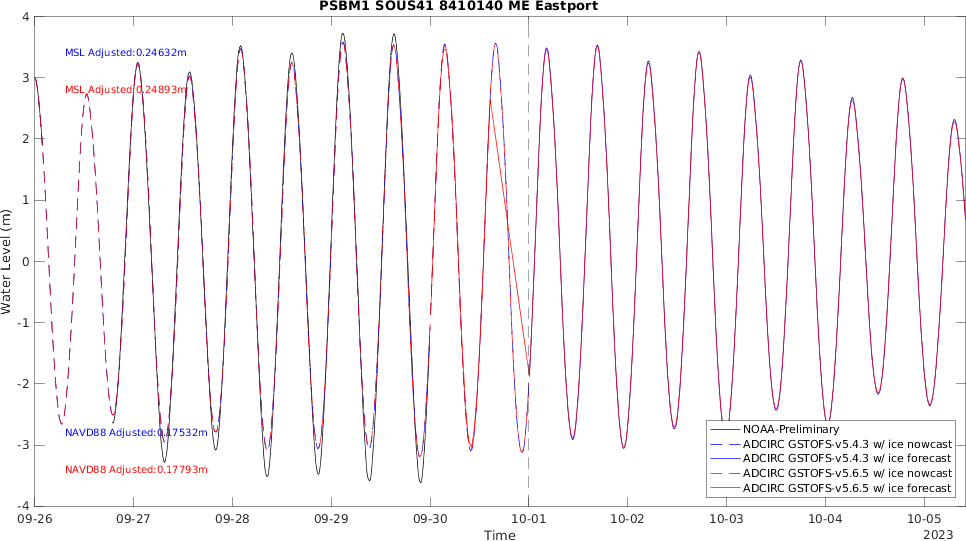 PSBM1 SOUS41 8410140 ME Eastport
4
3
2
1
0
-1
-2
-3
-4
Water Level (m)
MSL Adjusted:0.24632m
MSL Adjusted:0.24893m
NAVD88 Adjusted:0.17532m
NAVD88 Adjusted:0.17793m
NOAA-Preliminary
ADCIRC GSTOFS-v5.4.3 w/ ice nowcast
ADCIRC GSTOFS-v5.4.3 w/ ice forecast
ADCIRC GSTOFS-v5.6.5 w/ ice nowcast
ADCIRC GSTOFS-v5.6.5 w/ ice forecast
09-26 09-27 09-28 09-29 09-30 10-01 10-02 10-03 10-04 10-05
Time
2023